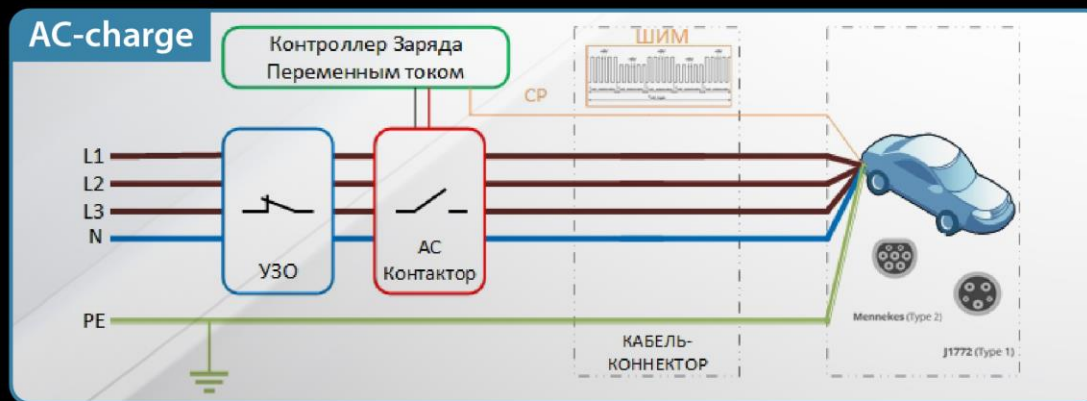 AC-charge
Контроллер Заряда
Переменным током
ШИМ
CP
L1
L2
L3
N
УЗО
АС
Контактор
PE
КАБЕЛЬ-
КОННЕКТОР
Mennekes (Type 2)
J1772 (Type 1)